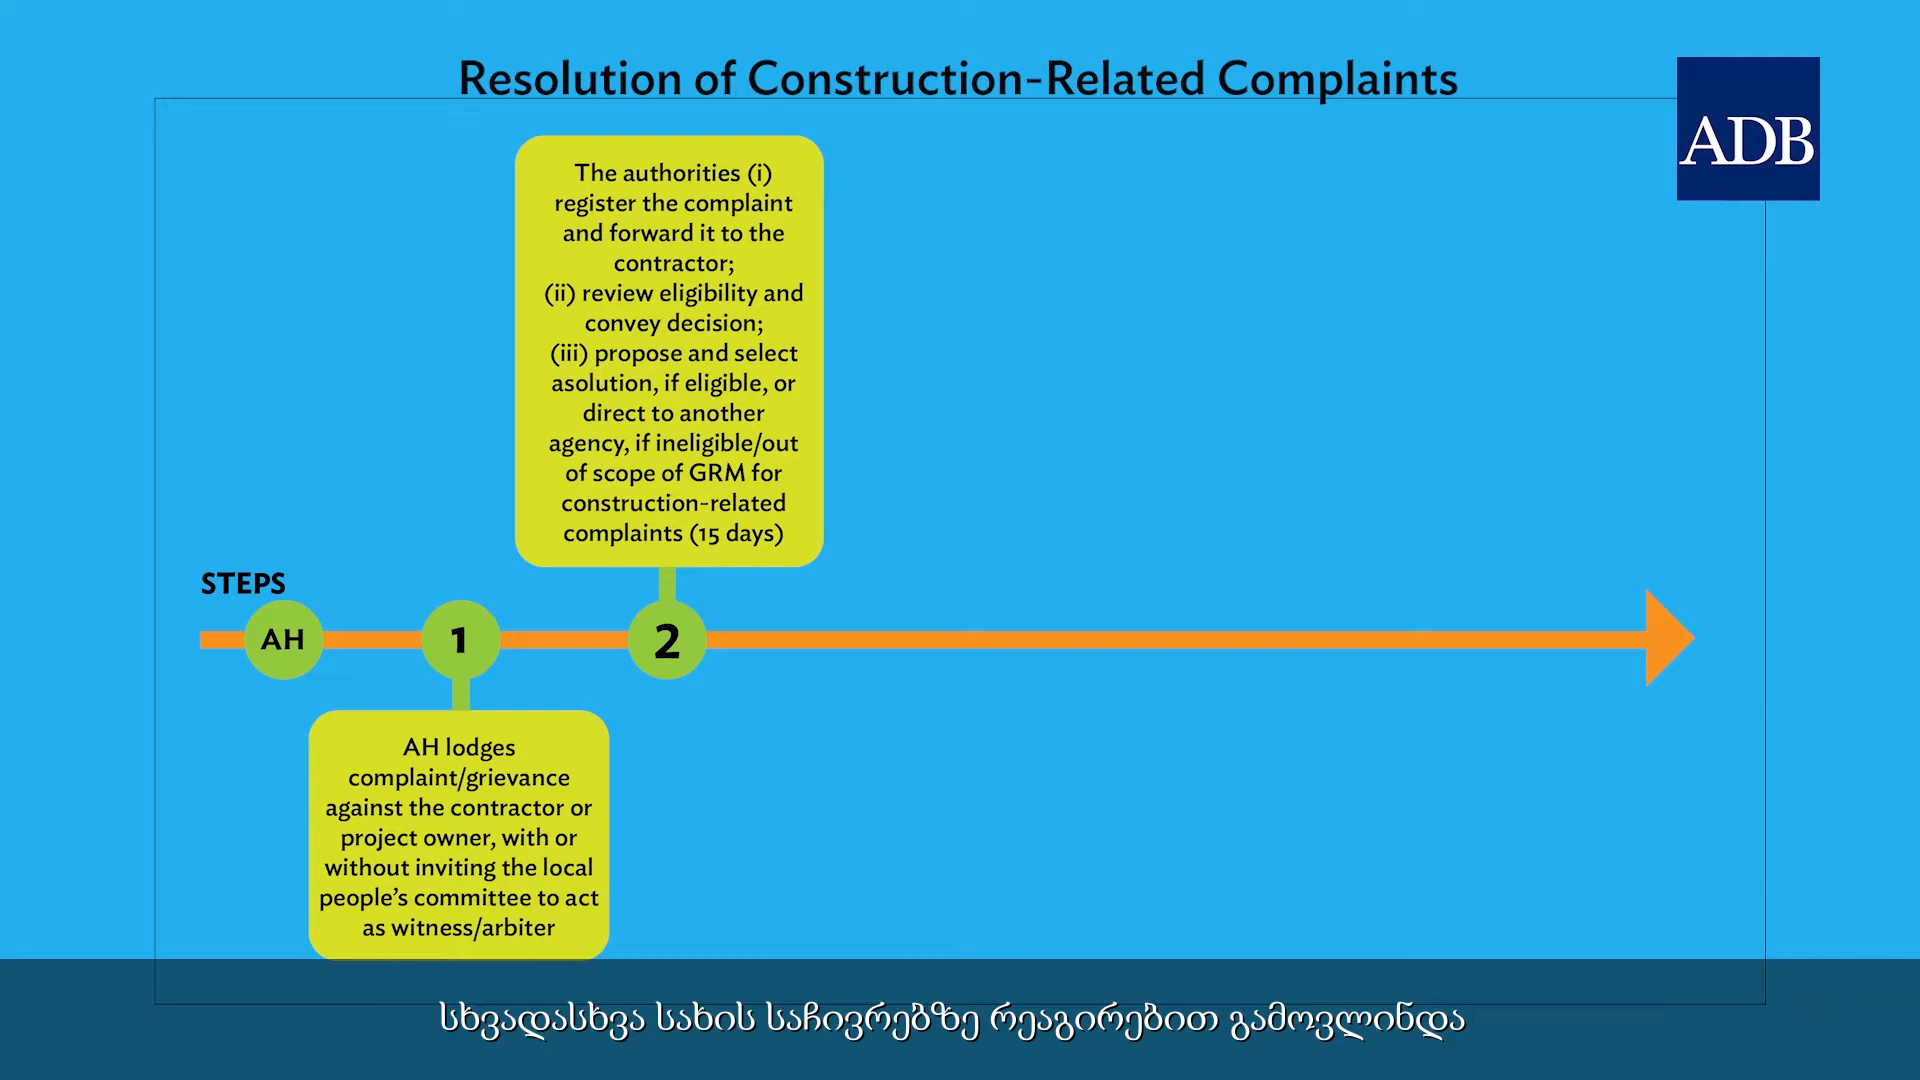 Resolution of Construction-Related Complaints
ADB
The authorities (i)
register the complaint
and forward it to the
contractor;
(ii) review eligibility and
convey decision;
(iii) propose and select
asolution, if eligible, or
direct to another
agency, if ineligible/out
of scope of GRM for
construction-related
complaints (15 days)
STEPS
AH
1
2
AH lodges
complaint/grievance
against the contractor or
project owner, with or
without inviting the local
people’s committee to act
as witness/arbiter
სხვადასხვა სახის საჩივრებზე რეაგირებით გამოვლინდა